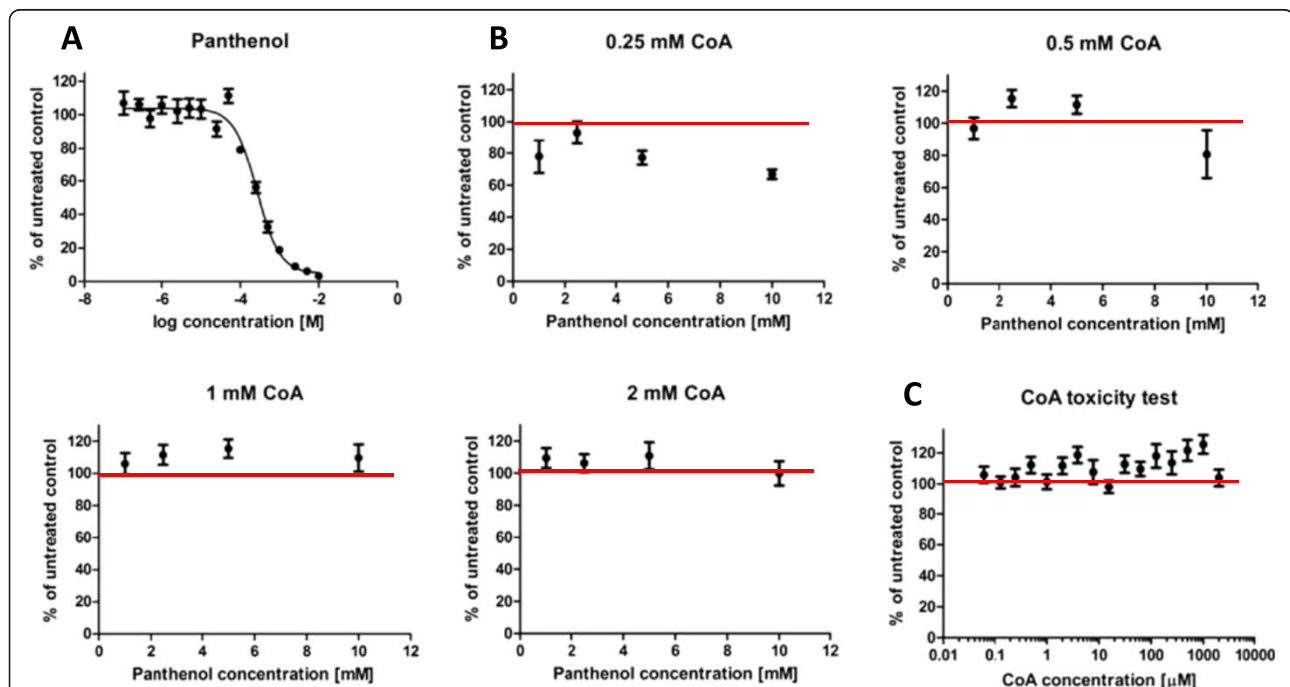 A
Panthenol
% of untreated control
120
100
80
60
40
20
0
-8 -6 -4 -2 0
log concentration [M]
B
0.25 mM CoA
% of untreated control
120
100
80
60
40
20
0
0 2 4 6 8 10 12
Panthenol concentration [mM]
0.5 mM CoA
% of untreated control
120
100
80
60
40
20
0
0 2 4 6 8 10 12
Panthenol concentration [mM]
1 mM CoA
% of untreated control
120
100
80
60
40
20
0
0 2 4 6 8 10 12
Panthenol concentration [mM]
2 mM CoA
% of untreated control
120
100
80
60
40
20
0
0 2 4 6 8 10 12
Panthenol concentration [mM]
C
CoA toxicity test
% of untreated control
120
100
80
60
40
120
0
0.01 0.1 1 10 100 1000 10000
CoA concentration [µM]